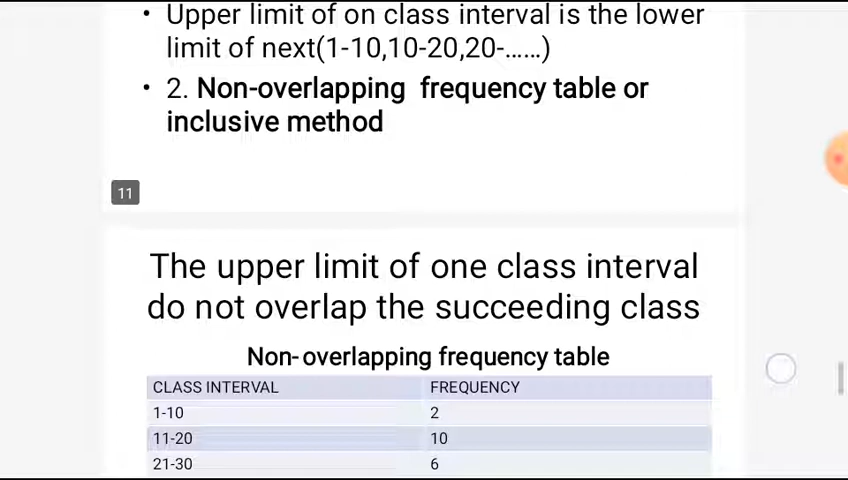 • Upper limit of on class interval is the lower
limit of next(1-10,10-20,20-......)
• 2. Non-overlapping frequency table or
inclusive method
11
The upper limit of one class interval
do not overlap the succeeding class
Non-overlapping frequency table
CLASS INTERVAL FREQUENCY
1-10 2
11-20 10
21-30 6